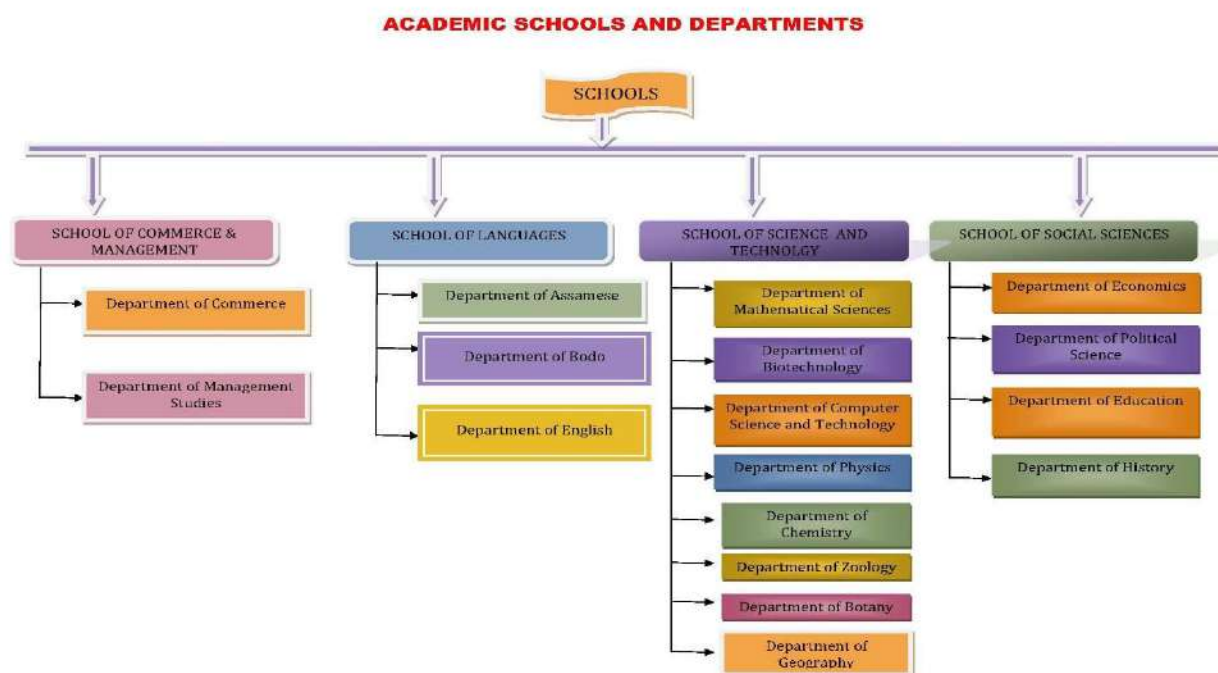 ACADEMIC SCHOOLS AND DEPARTMENTS
SCHOOLS
SCHOOL OF COMMERCE &
MANAGEMENT
Department of Commerce
Department of Management
Studies
SCHOOL OF LANGUAGES
Department of Assamese
Department of Bodo
Department of English
SCHOOL OF SCIENCE AND
TECHNOLGY
Department of
Mathematical Sciences
Department of
Biotechnology
Department of Computer
Science and Technology
Department of Physics
Department of
Chemistry
Department of Zoology
Department of Botany
Department of
Geography
SCHOOL OF SOCIAL SCIENCES
Department of Economics
Department of Political
Science
Department of Education
Department of History